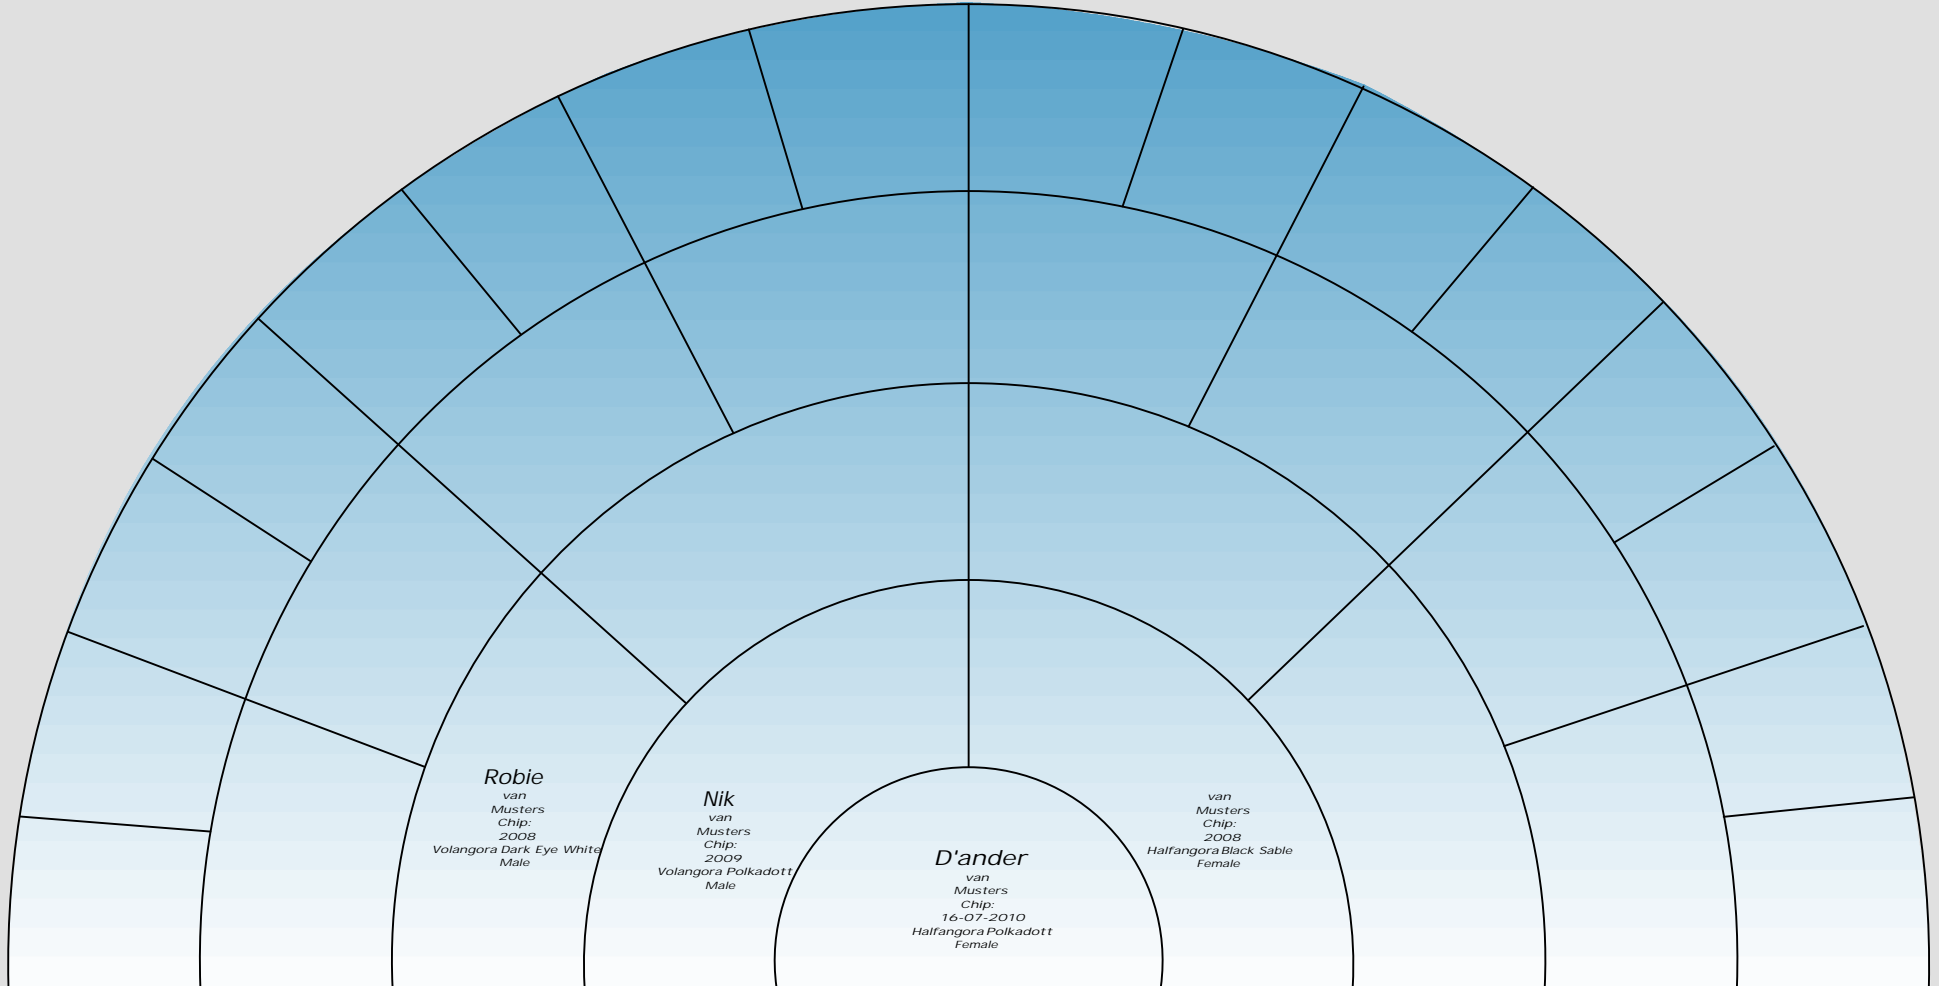 Robie
van
Musters
Chip:
2008
Volangora Dark Eye White
Male
Nik
van
Musters
Chip:
2009
Volangora Polkadott
Male
D'ander
van
Musters
Chip:
16-07-2010
Halfangora Polkadott
Female
van
Musters
Chip:
2008
Halfangora Black Sable
Female